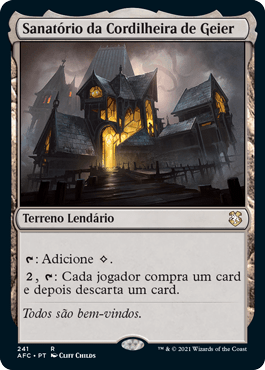 Sanatório da Cordilheira de Geier
Terreno Lendário
: Adicione .
2, : Cada jogador compra um card
e depois descarta um card.
Todos são bem-vindos.
241 R
AFC • PT CLIFF CHILDS
™ & © 2021 Wizards of the Coast